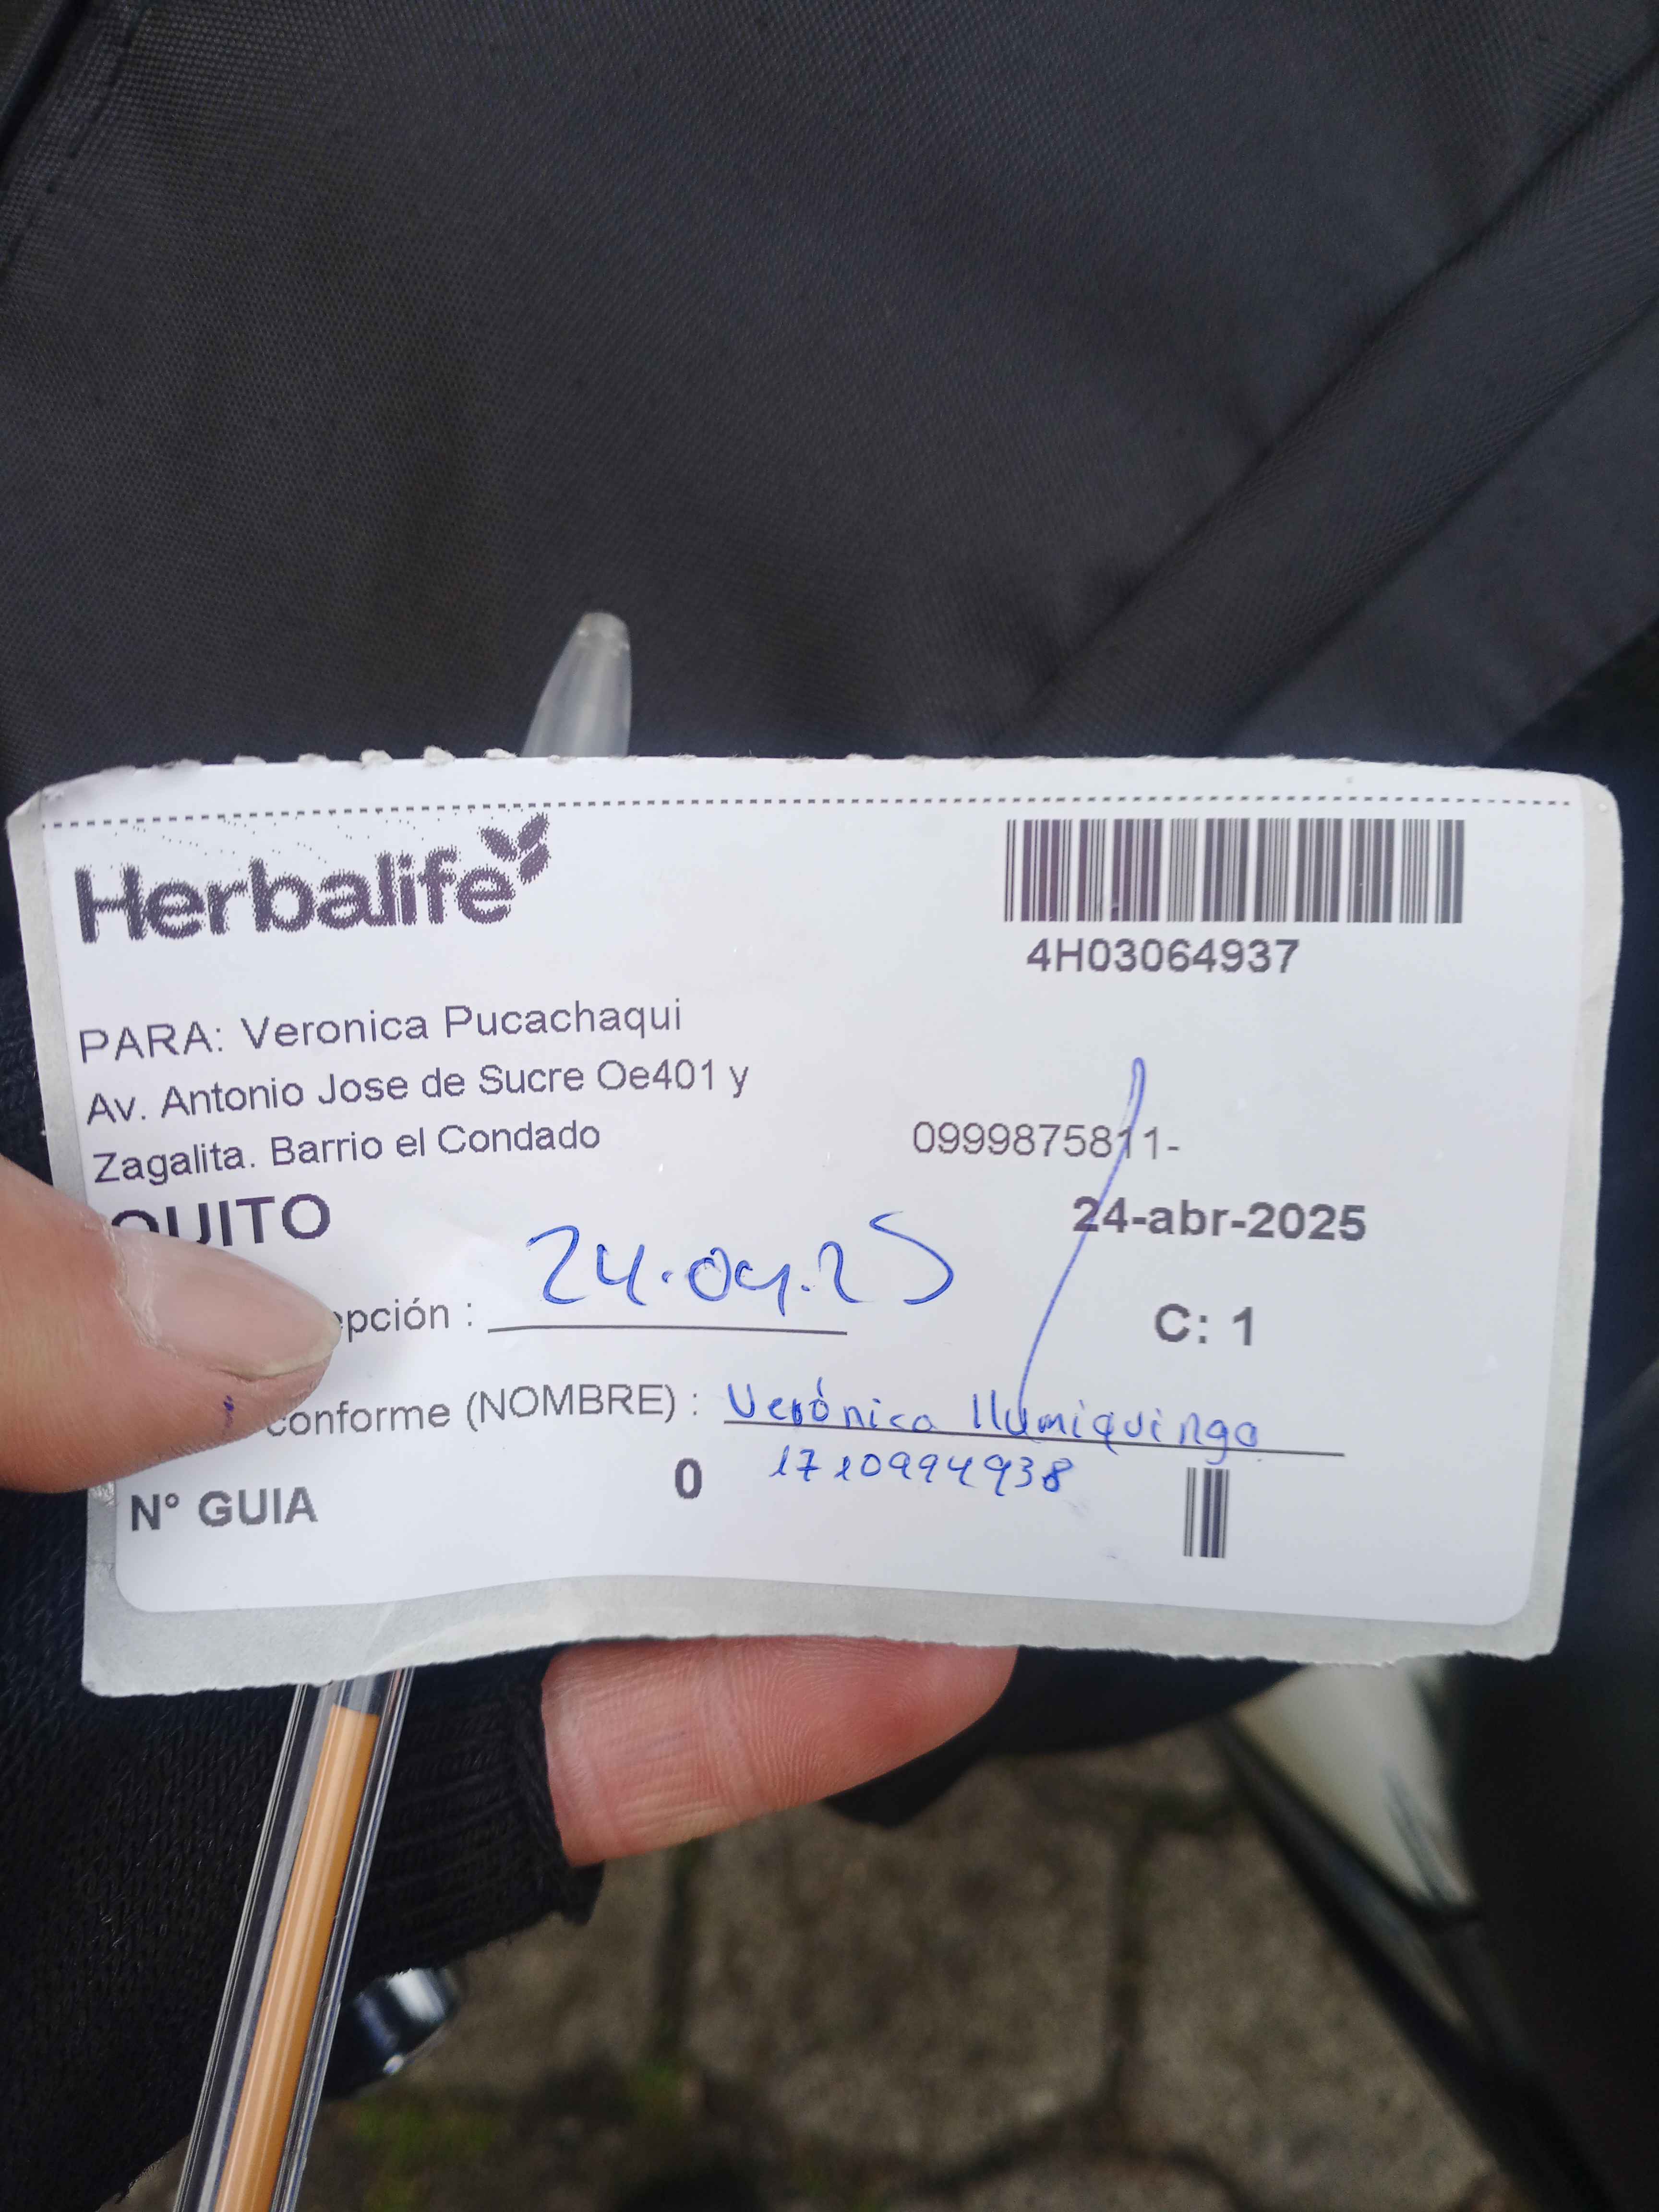 Herbalife
4H03064937
PARA: Veronica Pucachaqui
Av. Antonio Jose de Sucre Oe401 y
Zagalita. Barrio el Condado
0999875811-
QUITO
24-abr-2025
epción : 24.04.25
C: 1
conforme (NOMBRE) : Verónica Llumiquinga
0 1710994938
N° GUIA